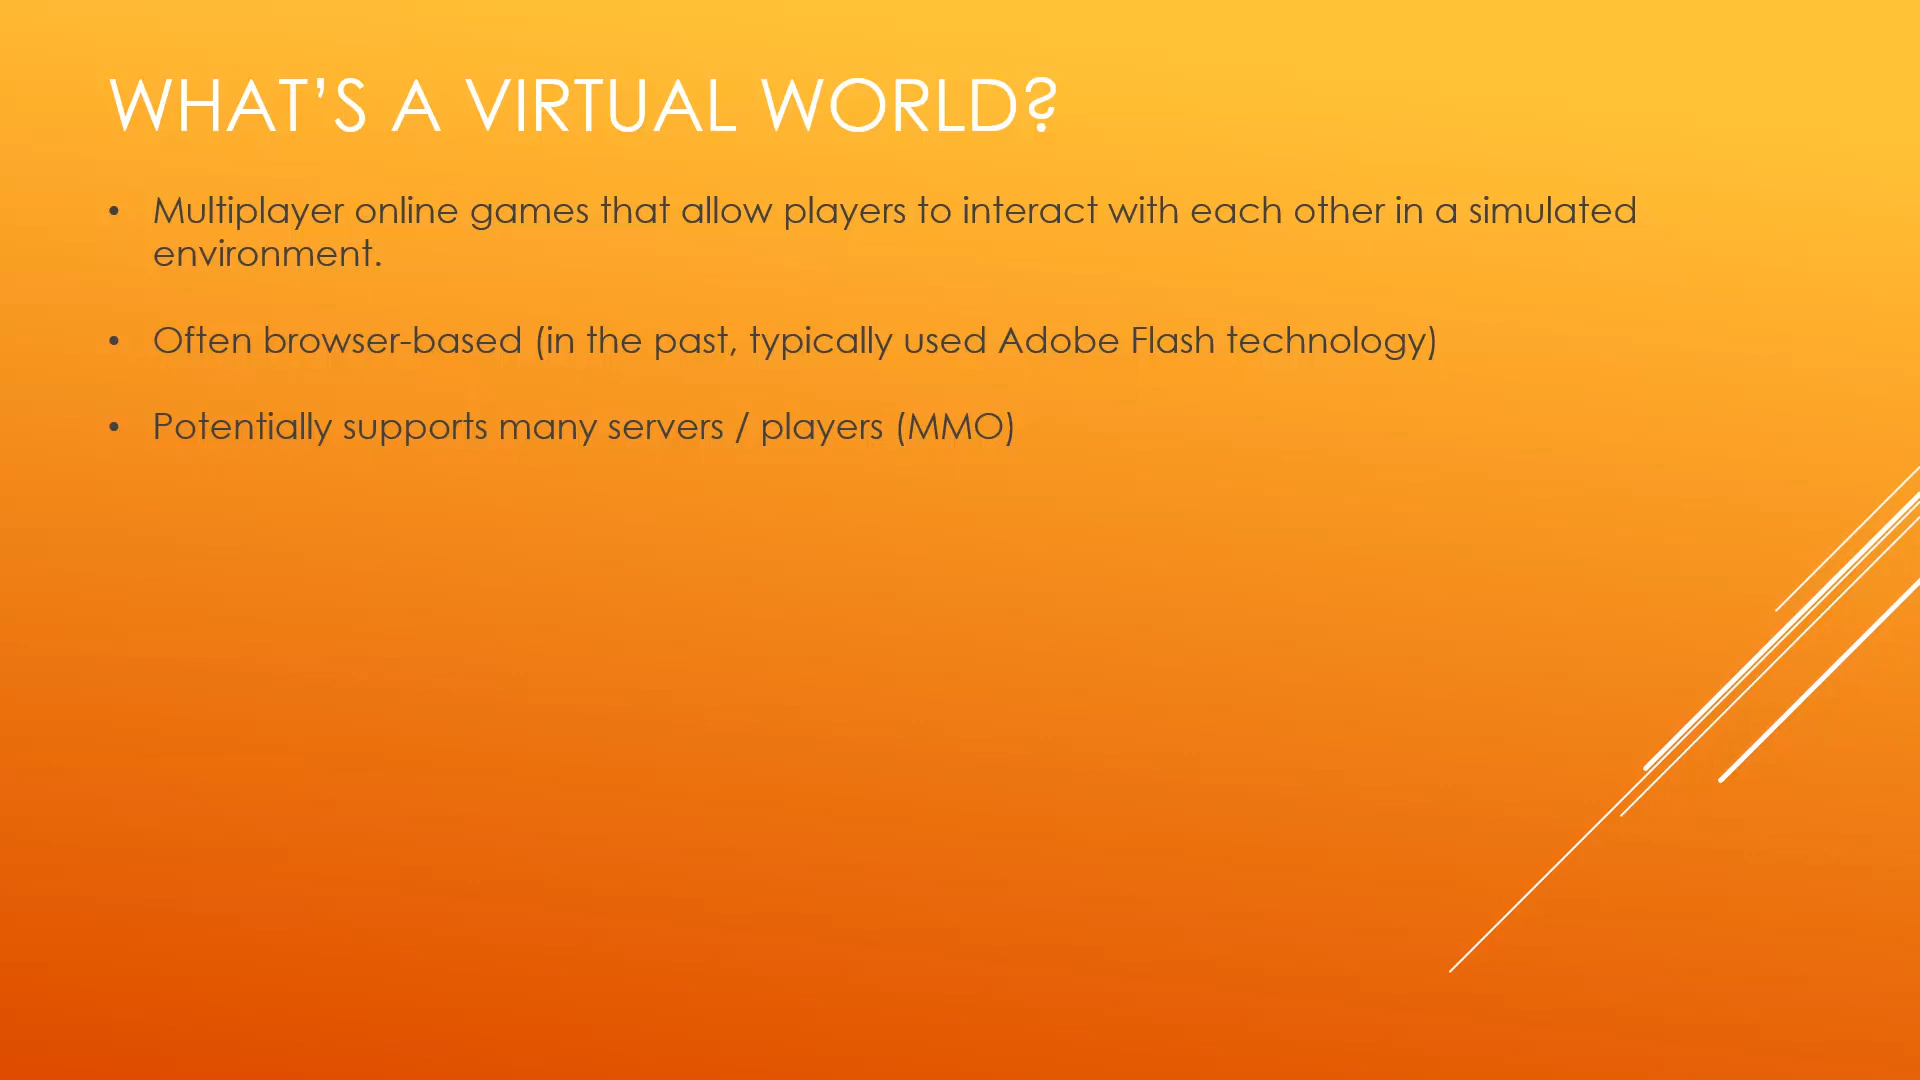 WHAT’S A VIRTUAL WORLD?
• Multiplayer online games that allow players to interact with each other in a simulated
environment.
• Often browser-based (in the past, typically used Adobe Flash technology)
• Potentially supports many servers / players (MMO)